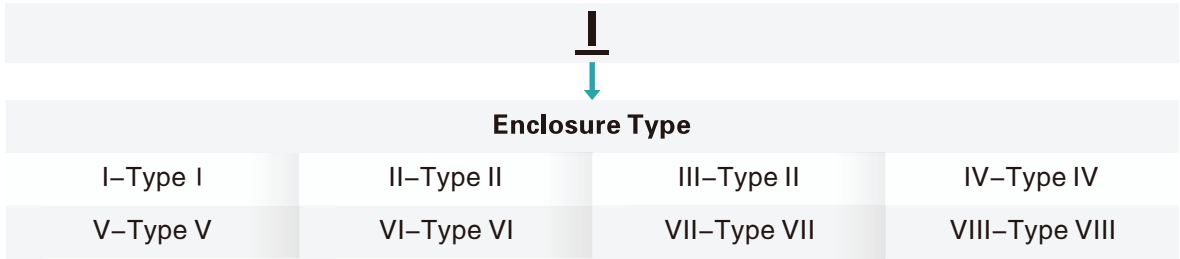 I
Enclosure Type
I–Type I II–Type II III–Type II IV–Type IV
V–Type V VI–Type VI VII–Type VII VIII–Type VIII